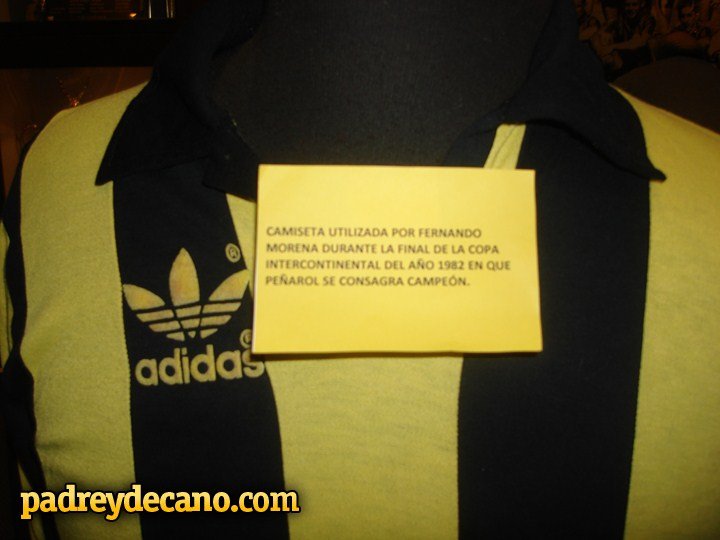 CAMISETA UTILIZADA POR FERNANDO
MORENA DURANTE LA FINAL DE LA COPA
INTERCONTINENTAL DEL AÑO 1982 EN QUE
PEÑAROL SE CONSAGRA CAMPEÓN.
®
®
adidas
padreydecano.com